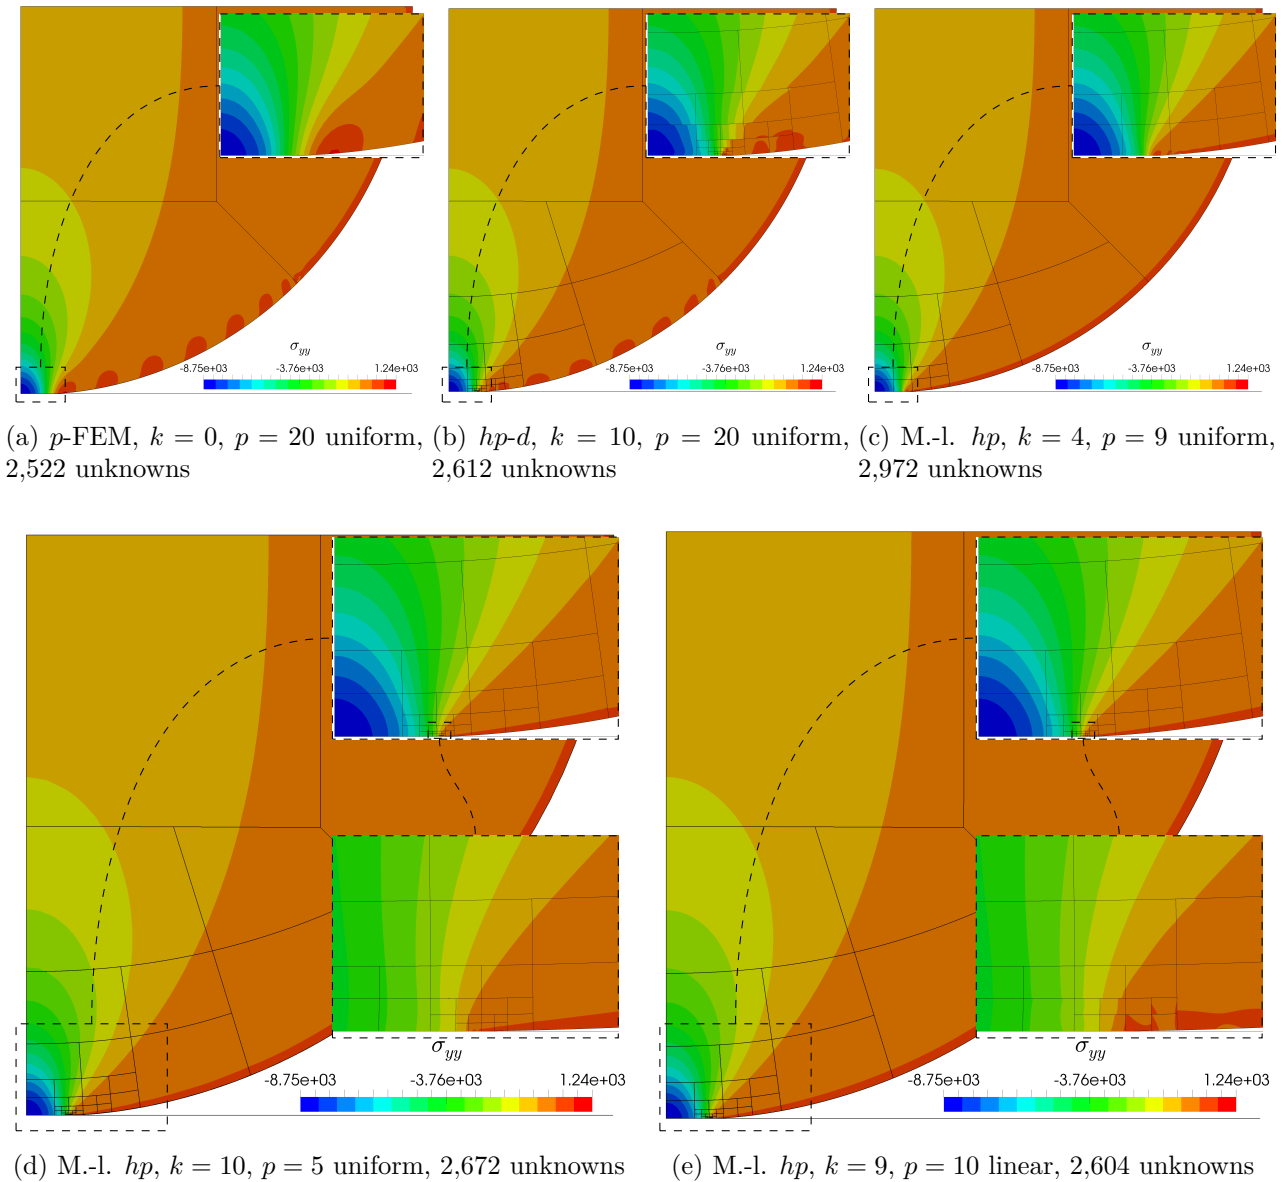 σyy
-8.75e+03 -3.76e+03 1.24e+03
σyy
-8.75e+03 -3.76e+03 1.24e+03
σyy
-8.75e+03 -3.76e+03 1.24e+03
(a) p-FEM, k = 0, p = 20 uniform,
2,522 unknowns
(b) hp-d, k = 10, p = 20 uniform,
2,612 unknowns
(c) M.-l. hp, k = 4, p = 9 uniform,
2,972 unknowns
σyy
-8.75e+03 -3.76e+03 1.24e+03
σyy
-8.75e+03 -3.76e+03 1.24e+03
(d) M.-l. hp, k = 10, p = 5 uniform, 2,672 unknowns
(e) M.-l. hp, k = 9, p = 10 linear, 2,604 unknowns